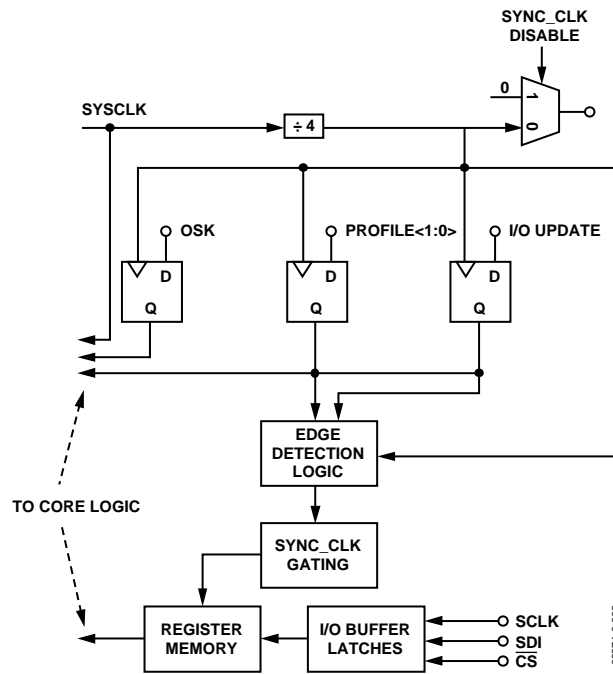 SYNC_CLK
DISABLE
0
1
0
SYSCLK
÷ 4
OSK
PROFILE<1:0>
I/O UPDATE
D
Q
D
Q
D
Q
EDGE
DETECTION
LOGIC
TO CORE LOGIC
SYNC_CLK
GATING
REGISTER
MEMORY
I/O BUFFER
LATCHES
SCLK
SDI
CS